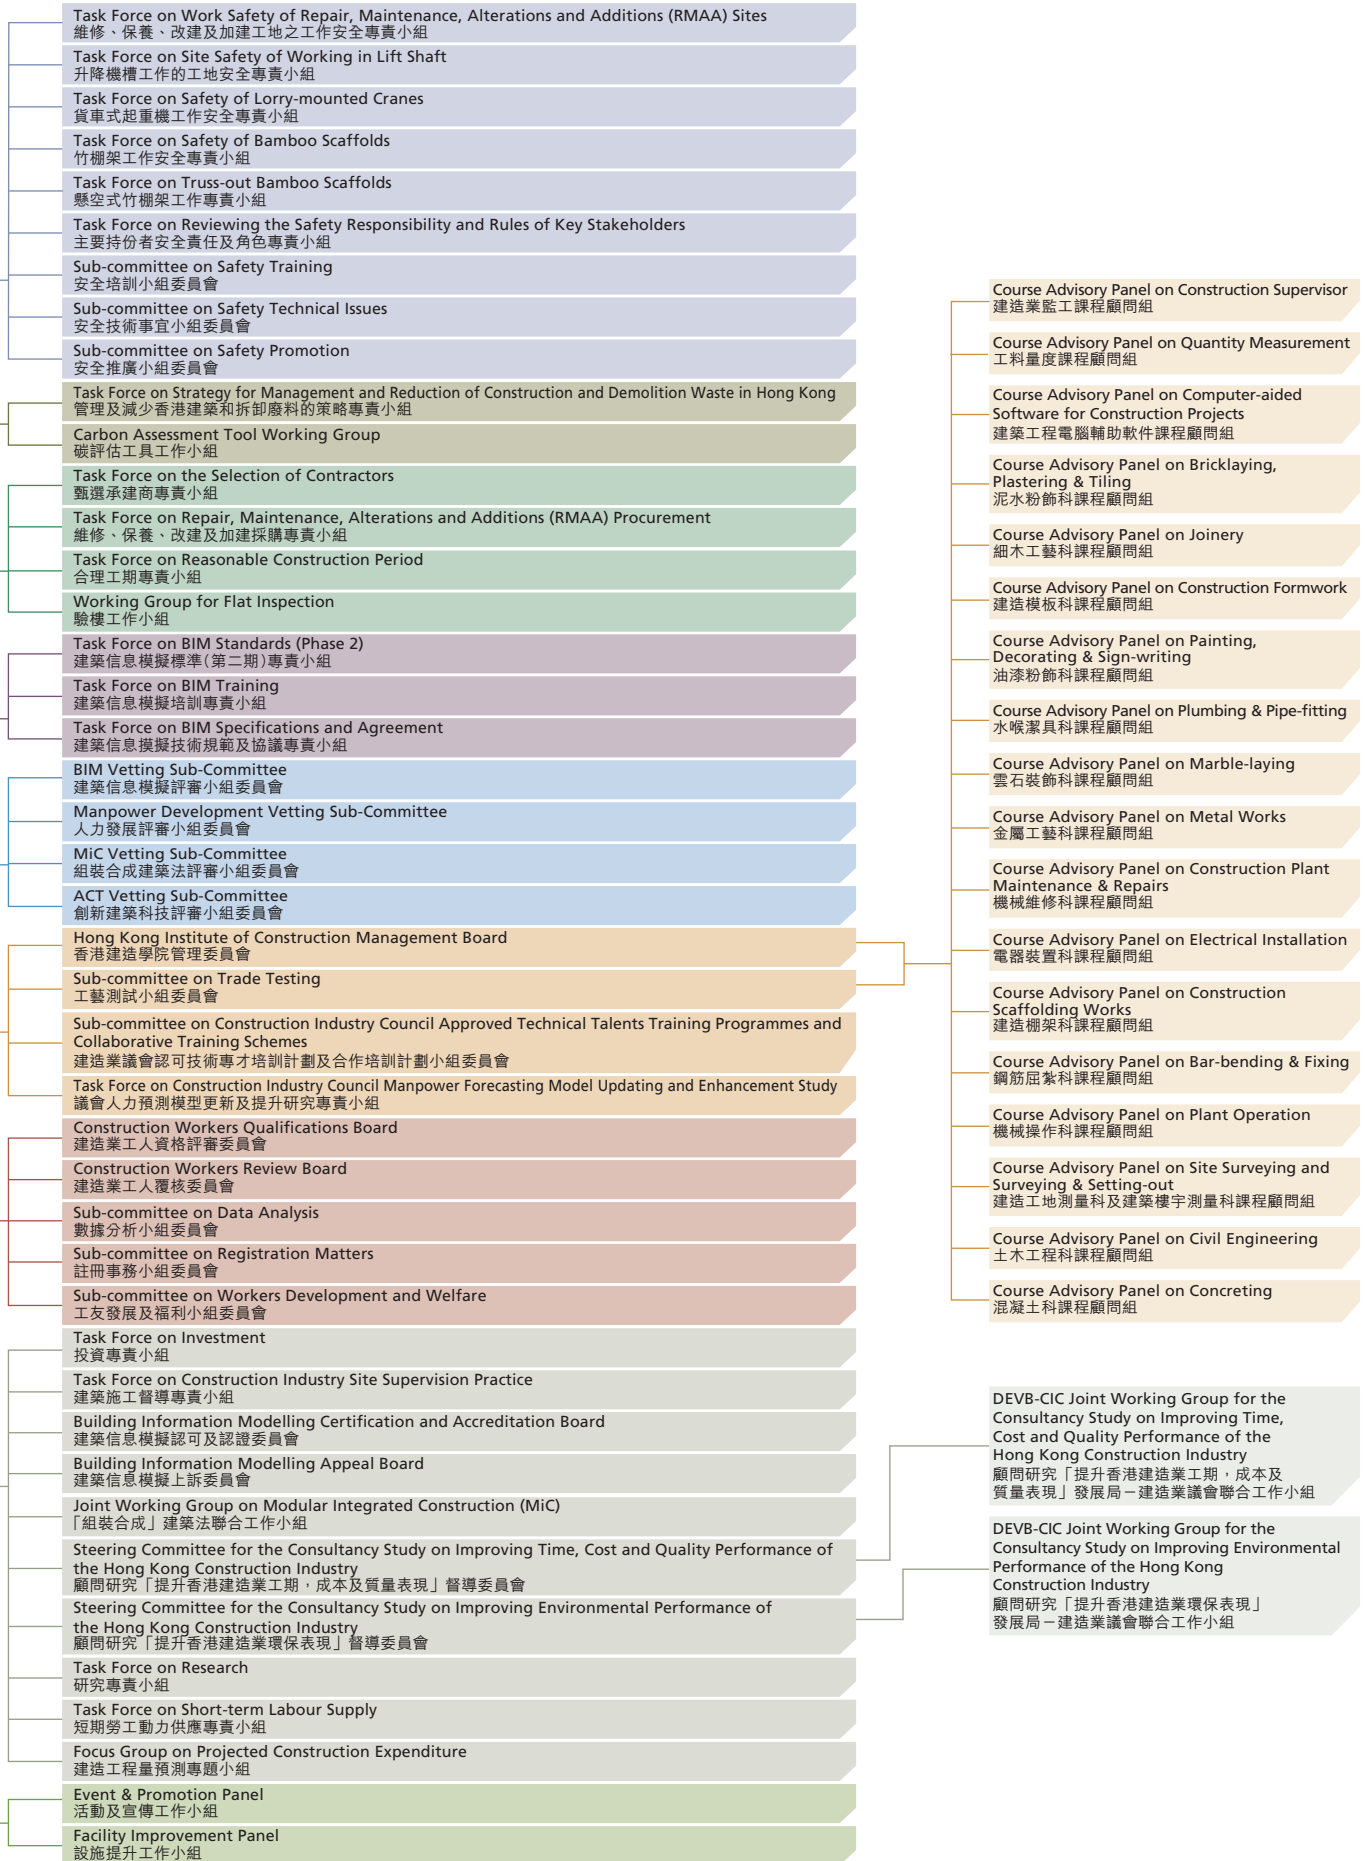 Task Force on Work Safety of Repair, Maintenance, Alterations and Additions (RMAA) Sites
維修、保養、改建及加建工地之工作安全專責小組
Task Force on Site Safety of Working in Lift Shaft
升降機槽工作的工地安全專責小組
Task Force on Safety of Lorry-mounted Cranes
貨車式起重機工作安全專責小組
Task Force on Safety of Bamboo Scaffolds
竹棚架工作安全專責小組
Task Force on Truss-out Bamboo Scaffolds
懸空式竹棚架工作專責小組
Task Force on Reviewing the Safety Responsibility and Rules of Key Stakeholders
主要持份者安全責任及角色專責小組
Sub-committee on Safety Training
安全培訓小組委員會
Sub-committee on Safety Technical Issues
安全技術事宜小組委員會
Sub-committee on Safety Promotion
安全推廣小組委員會
Task Force on Strategy for Management and Reduction of Construction and Demolition Waste in Hong Kong
管理及減少香港建築和拆卸廢料的策略專責小組
Carbon Assessment Tool Working Group
碳評估工具工作小組
Task Force on the Selection of Contractors
甄選承建商專責小組
Task Force on Repair, Maintenance, Alterations and Additions (RMAA) Procurement
維修、保養、改建及加建採購專責小組
Task Force on Reasonable Construction Period
合理工期專責小組
Working Group for Flat Inspection
驗樓工作小組
Task Force on BIM Standards (Phase 2)
建築信息模擬標準(第二期)專責小組
Task Force on BIM Training
建築信息模擬培訓專責小組
Task Force on BIM Specifications and Agreement
建築信息摸擬技術規範及協議專責小組
BIM Vetting Sub-Committee
建築信息模擬評審小組委員會
Manpower Development Vetting Sub-Committee
人力發展評審小組委員會
MiC Vetting Sub-Committee
組裝合成建築法評審小組委員會
ACT Vetting Sub-Committee
創新建築科技評審小組委員會
Hong Kong Institute of Construction Management Board
香港建造學院管理委員會
Sub-committee on Trade Testing
工藝測試小組委員會
Sub-committee on Construction Industry Council Approved Technical Talents Training Programmes and
Collaborative Training Schemes
建造業議會認可技術專才培訓計劃及合作培訓計劃小組委員會
Task Force on Construction Industry Council Manpower Forecasting Model Updating and Enhancement Study
議會人力預測模型更新及提升研究專責小組
Construction Workers Qualifications Board
建造業工人資格評審委員會
Construction Workers Review Board
建造業工人覆核委員會
Sub-committee on Data Analysis
數據分析小組委員會
Sub-committee on Registration Matters
註冊事務小組委員會
Sub-committee on Workers Development and Welfare
工友發展及福利小組委員會
Task Force on Investment
投資專責小組
Task Force on Construction Industry Site Supervision Practice
建築施工督導專責小組
Building Information Modelling Certification and Accreditation Board
建築信息模擬認可及認證委員會
Building Information Modelling Appeal Board
建築信息模擬上訴委員會
Joint Working Group on Modular Integrated Construction (MiC)
「組裝合成」建築法聯合工作小組
Steering Committee for the Consultancy Study on Improving Time, Cost and Quality Performance of
the Hong Kong Construction Industry
顧問研究「提升香港建造業工期，成本及質量表現」督導委員會
Steering Committee for the Consultancy Study on Improving Environmental Performance of
the Hong Kong Construction Industry
顧問研究「提升香港建造業環保表現」督導委員會
Task Force on Research
研究專責小組
Task Force on Short-term Labour Supply
短期勞工動力供應專責小組
Focus Group on Projected Construction Expenditure
建造工程量預測專題小組
Event & Promotion Panel
活動及宣傳工作小組
Facility Improvement Panel
設施提升工作小組
Course Advisory Panel on Construction Supervisor
建造業監工課程顧問組
Course Advisory Panel on Quantity Measurement
工料量度課程顧問組
Course Advisory Panel on Computer-aided
Software for Construction Projects
建築工程電腦輔助軟件課程顧問組
Course Advisory Panel on Bricklaying,
Plastering & Tiling
泥水粉飾科課程顧問組
Course Advisory Panel on Joinery
細木工藝科課程顧問組
Course Advisory Panel on Construction Formwork
建造模板科課程顧問組
Course Advisory Panel on Painting,
Decorating & Sign-writing
油漆粉飾科課程顧問組
Course Advisory Panel on Plumbing & Pipe-fitting
水喉潔具科課程顧問組
Course Advisory Panel on Marble-laying
雲石裝飾科課程顧問組
Course Advisory Panel on Metal Works
金屬工藝科課程顧問組
Course Advisory Panel on Construction Plant
Maintenance & Repairs
機械維修科課程顧問組
Course Advisory Panel on Electrical Installation
電器裝置科課程顧問組
Course Advisory Panel on Construction
Scaffolding Works
建造棚架科課程顧問組
Course Advisory Panel on Bar-bending & Fixing
鋼筋屈紮科課程顧問組
Course Advisory Panel on Plant Operation
機械操作科課程顧問組
Course Advisory Panel on Site Surveying and
Surveying & Setting-out
建造工地測量科及建築樓宇測量科課程顧問組
Course Advisory Panel on Civil Engineering
土木工程科課程顧問組
Course Advisory Panel on Concreting
混凝土科課程顧問組
DEVB-CIC Joint Working Group for the
Consultancy Study on Improving Time,
Cost and Quality Performance of the
Hong Kong Construction Industry
顧問研究「提升香港建造業工期，成本及
質量表現」發展局－建造業議會聯合工作小組
DEVB-CIC Joint Working Group for the
Consultancy Study on Improving Environmental
Performance of the Hong Kong
Construction Industry
顧問研究「提升香港建造業環保表現」
發展局－建造業議會聯合工作小組